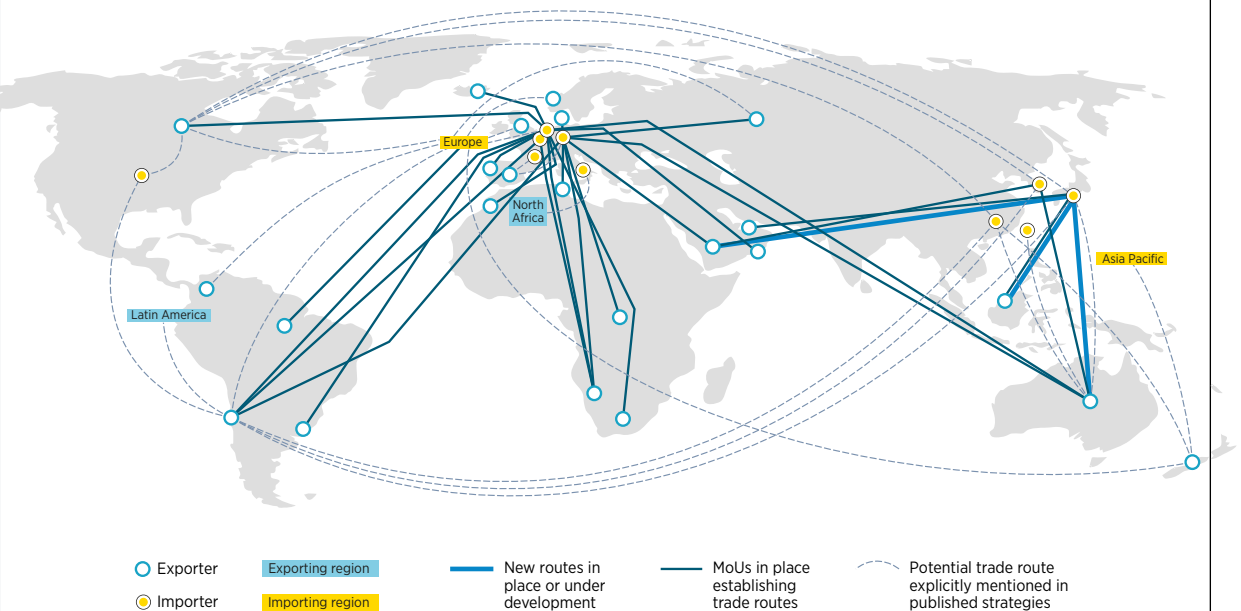 Europe
North
Africa
Asia Pacific
Latin America
Exporter
Exporting region
New routes in
place or under
development
MoUs in place
establishing
trade routes
Potential trade route
explicitly mentioned in
published strategies
Importer
Importing region